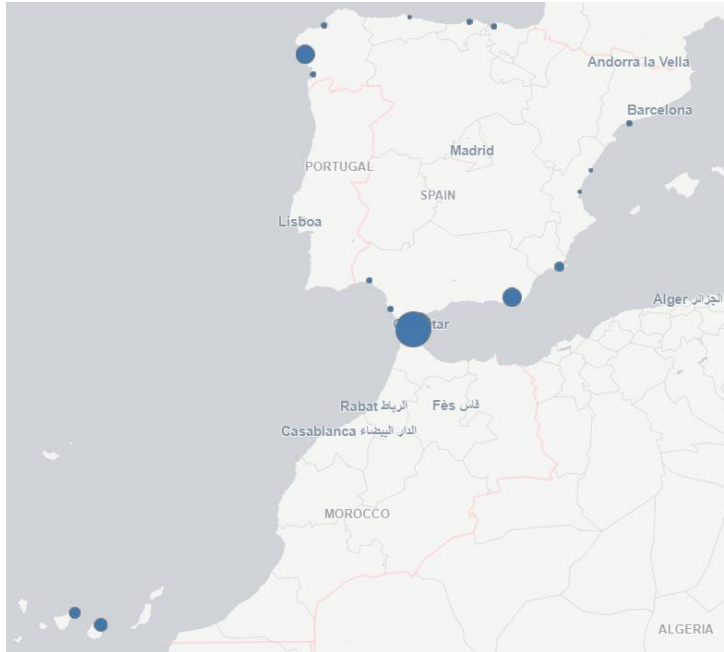 Andorra la Vella
Barcelona
Madrid
PORTUGAL
SPAIN
Lisboa
Alger الجزائر
Rabat الرباط
Fès فاس
Casablanca الدار البيضاء
MOROCCO
ALGERIA